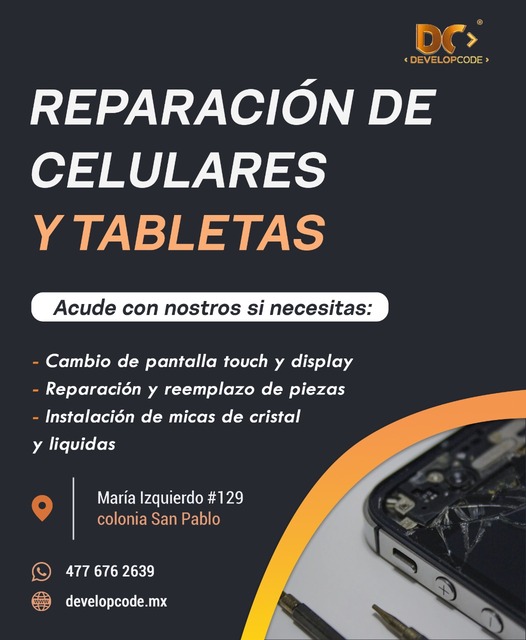 DC®
‹ DEVELOPCODE ›
REPARACIÓN DE
CELULARES
Y TABLETAS
Acude con nostros si necesitas:
- Cambio de pantalla touch y display
- Reparación y reemplazo de piezas
- Instalación de micas de cristal
y liquidas
María Izquierdo #129
colonia San Pablo
477 676 2639
www
developcode.mx